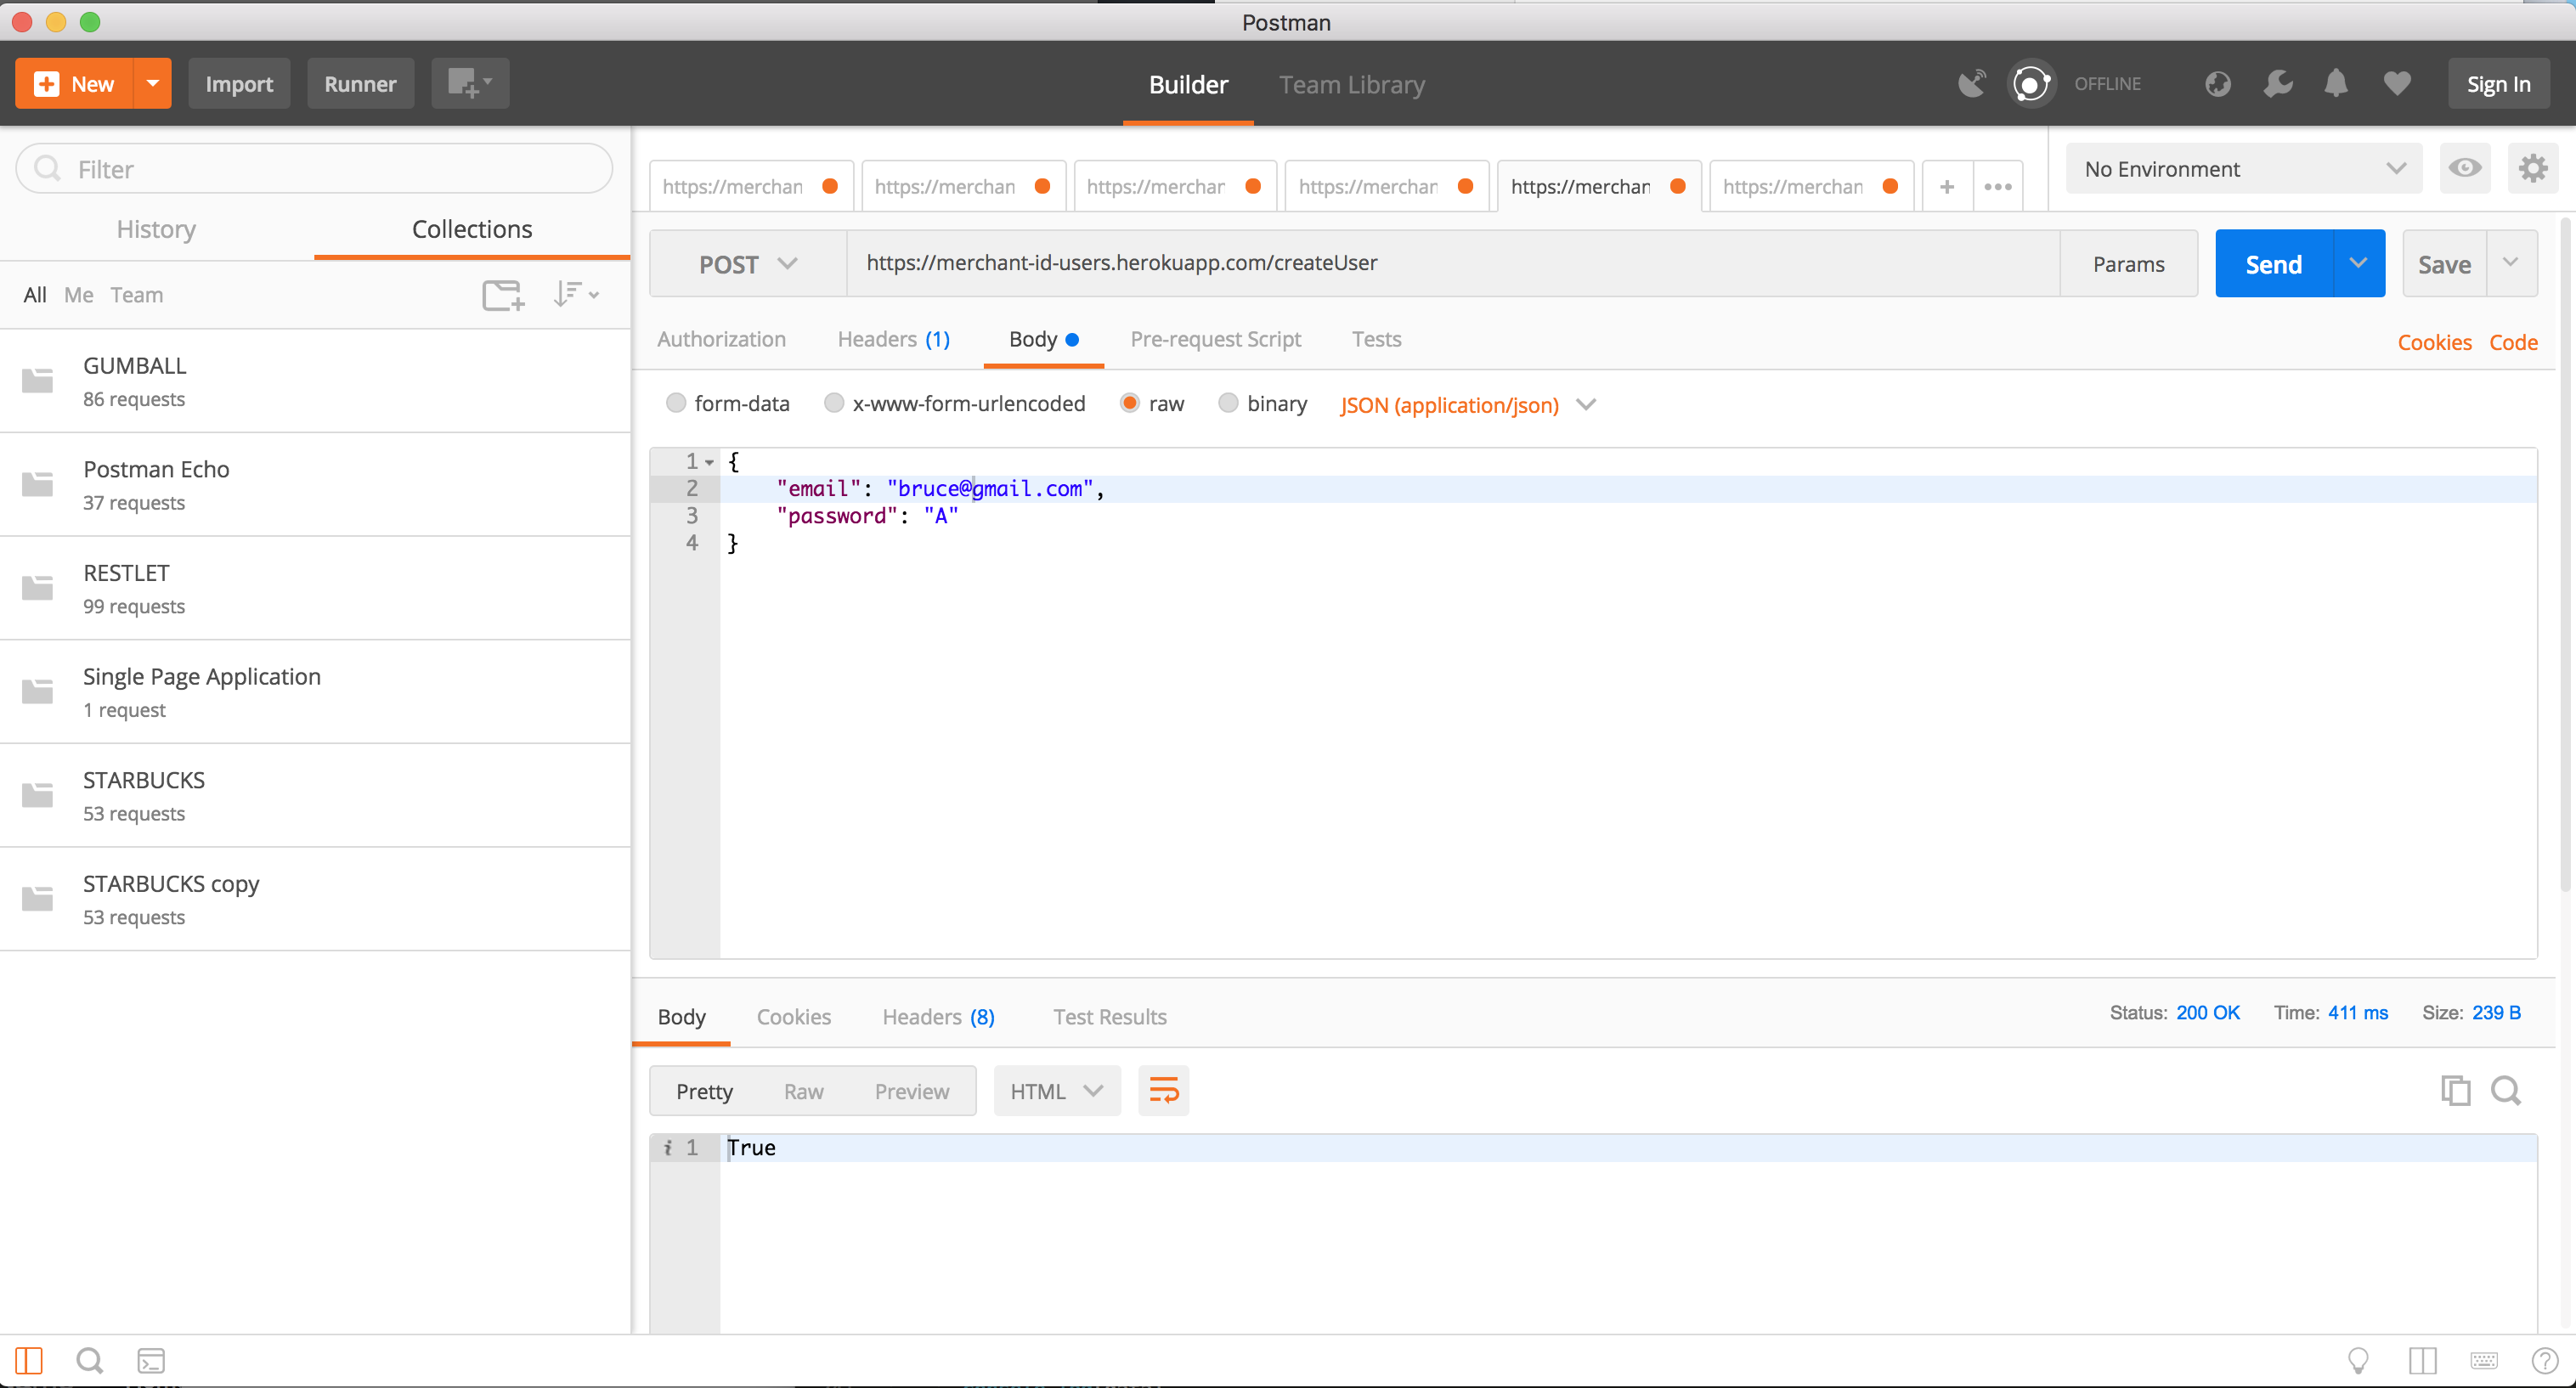 Postman
New
Import
Runner
Builder
Team Library
OFFLINE
Sign In
Filter
History
Collections
All Me Team
GUMBALL
86 requests
Postman Echo
37 requests
RESTLET
99 requests
Single Page Application
1 request
STARBUCKS
53 requests
STARBUCKS copy
53 requests
https://merchan
https://merchan
https://merchar
https://merchar
https://merchar
https://merchan
No Environment
POST
https://merchant-id-users.herokuapp.com/createUser
Params
Send
Save
Authorization
Headers (1)
Body
Pre-request Script
Tests
Cookies Code
form-data
x-www-form-urlencoded
raw
binary
JSON (application/json)
1 {
2 "email": "bruce@gmail.com",
3 "password": "A"
4 }
Body
Cookies
Headers (8)
Test Results
Status: 200 OK
Time: 411 ms
Size: 239 B
Pretty
Raw
Preview
HTML
i 1 True